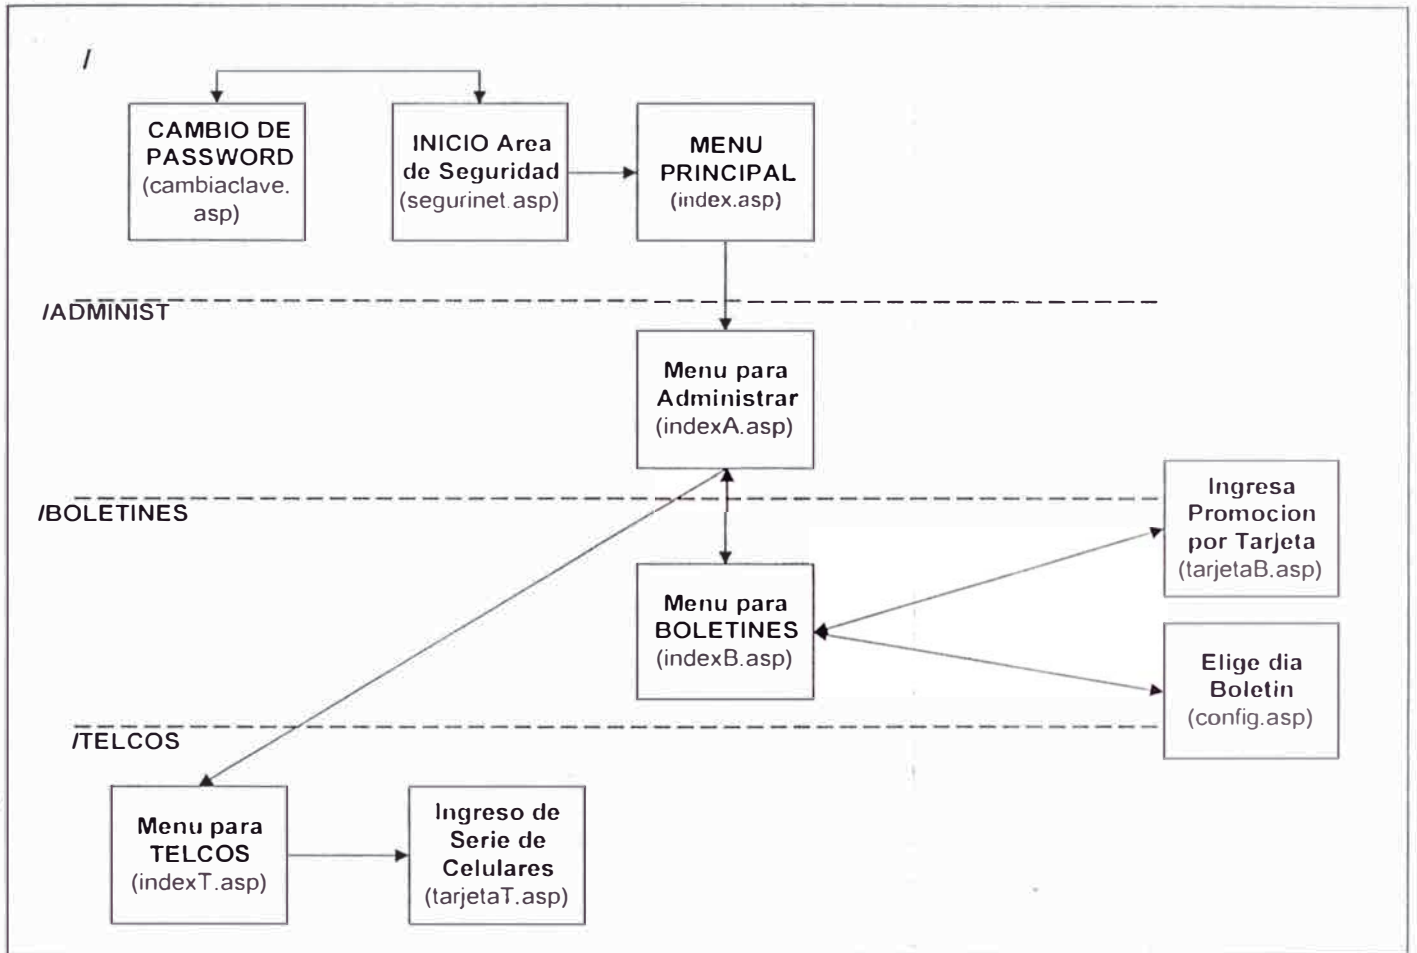 /
CAMBIO DE
PASSWORD
(cambiaclave.
asp)
INICIO Area
de Seguridad
(segurinet.asp)
MENU
PRINCIPAL
(index.asp)
/ADMINIST
Menu para
Administrar
(indexA.asp)
/BOLETINES
Menu para
BOLETINES
(indexB.asp)
Ingresa
Promocion
por Tarjeta
(tarjetaB.asp)
Elige dia
Boletin
(config.asp)
/TELCOS
Menu para
TELCOS
(indexT.asp)
Ingreso de
Serie de
Celulares
(tarjetaT.asp)